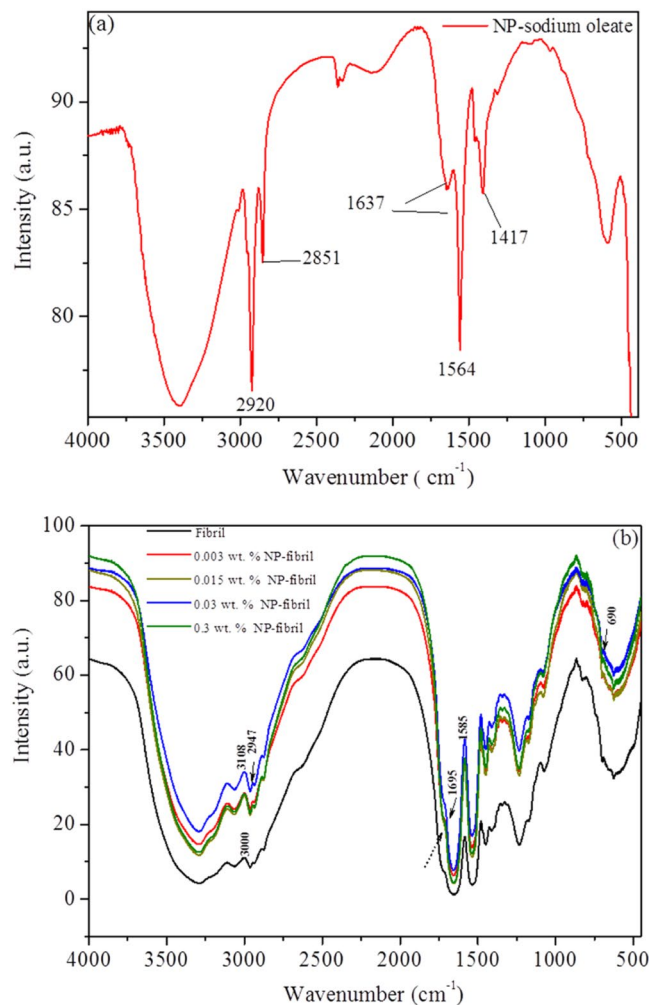 (a)
NP-sodium oleate
90
85
80
Intensity (a.u.)
1637
2851
1417
1564
2920
4000 3500 3000 2500 2000 1500 1000 500
Wavenumber ( cm-1)
(b)
100
80
60
40
20
0
Intensity (a.u.)
Fibril
0.003 wt. % NP-fibril
0.015 wt. % NP-fibril
0.03 wt. % NP-fibril
0.3 wt. % NP-fibril
690
3108
2947
3000
1585
1695
4000 3500 3000 2500 2000 1500 1000 500
Wavenumber (cm-1)